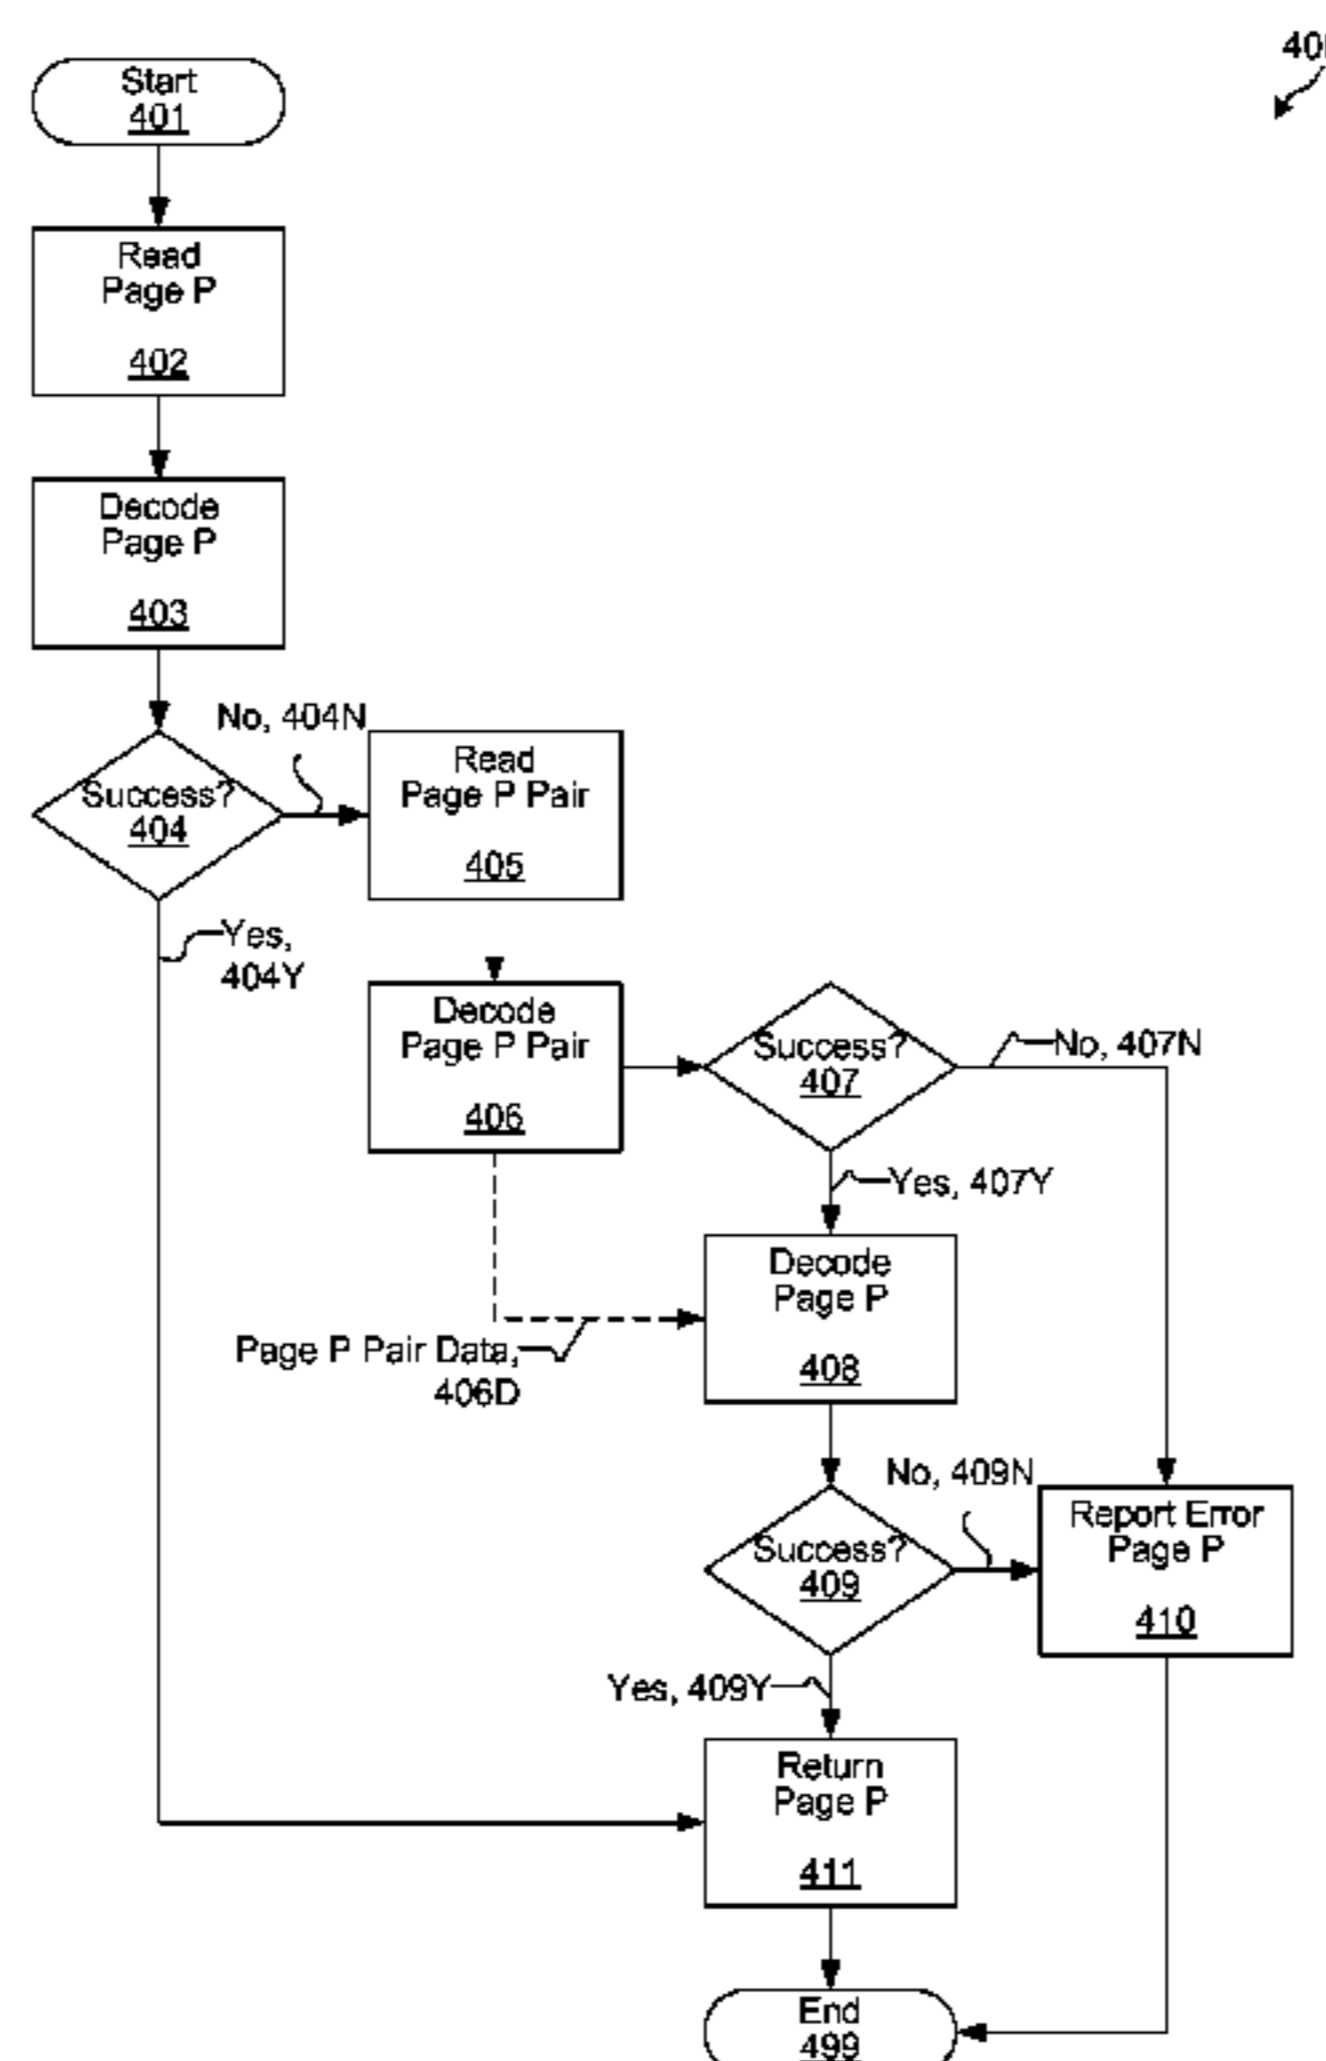 Start
401
Read
Page P
402
Decode
Page P
403
Success?
404
No, 404N
Yes,
404Y
Read
Page P Pair
405
Decode
Page P Pair
406
Success?
407
No, 407N
Yes, 407Y
Page P Pair Data,
406D
Decode
Page P
408
Success?
409
No, 409N
Report Error
Page P
410
Yes, 409Y
Return
Page P
411
End
499